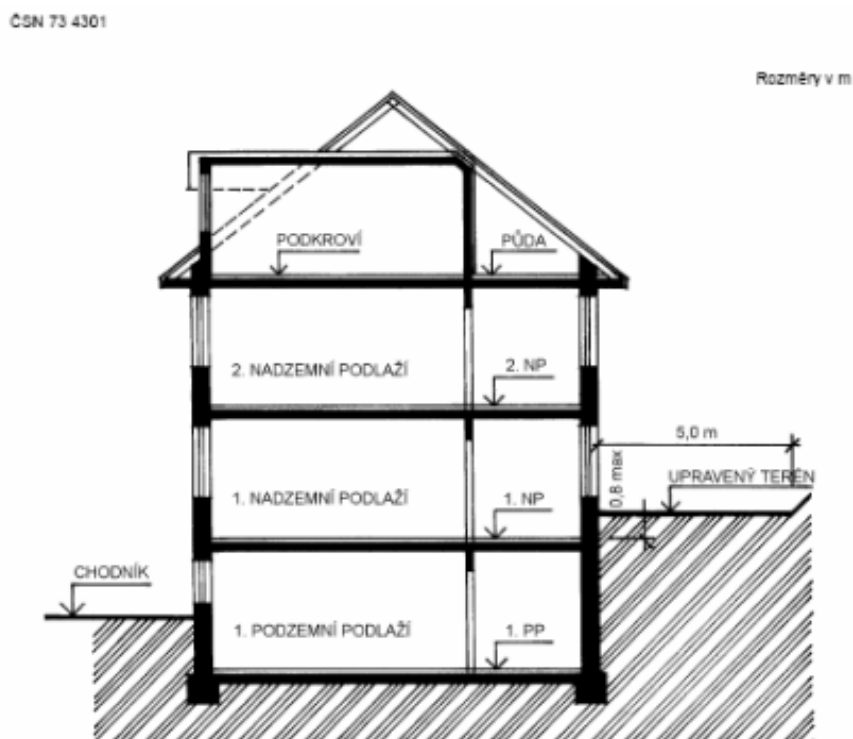 ČSN 73 4301
Rozměry v m
PODKROVÍ
PŮDA
2. NADZEMNÍ PODLAŽÍ
2. NP
5,0 m
0,8 max
UPRAVENÝ TERÉN
1. NADZEMNÍ PODLAŽÍ
1. NP
CHODNÍK
1. PODZEMNÍ PODLAŽÍ
1. PP